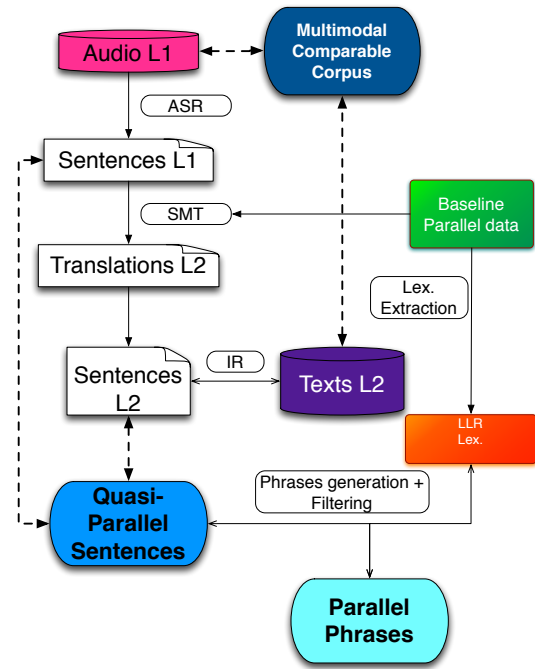 Audio L1
Multimodal
Comparable
Corpus
ASR
Sentences L1
SMT
Baseline
Parallel data
Translations L2
Lex.
Extraction
IR
Sentences
L2
Texts L2
LLR
Lex.
Phrases generation +
Filtering
Quasi-
Parallel
Sentences
Parallel
Phrases